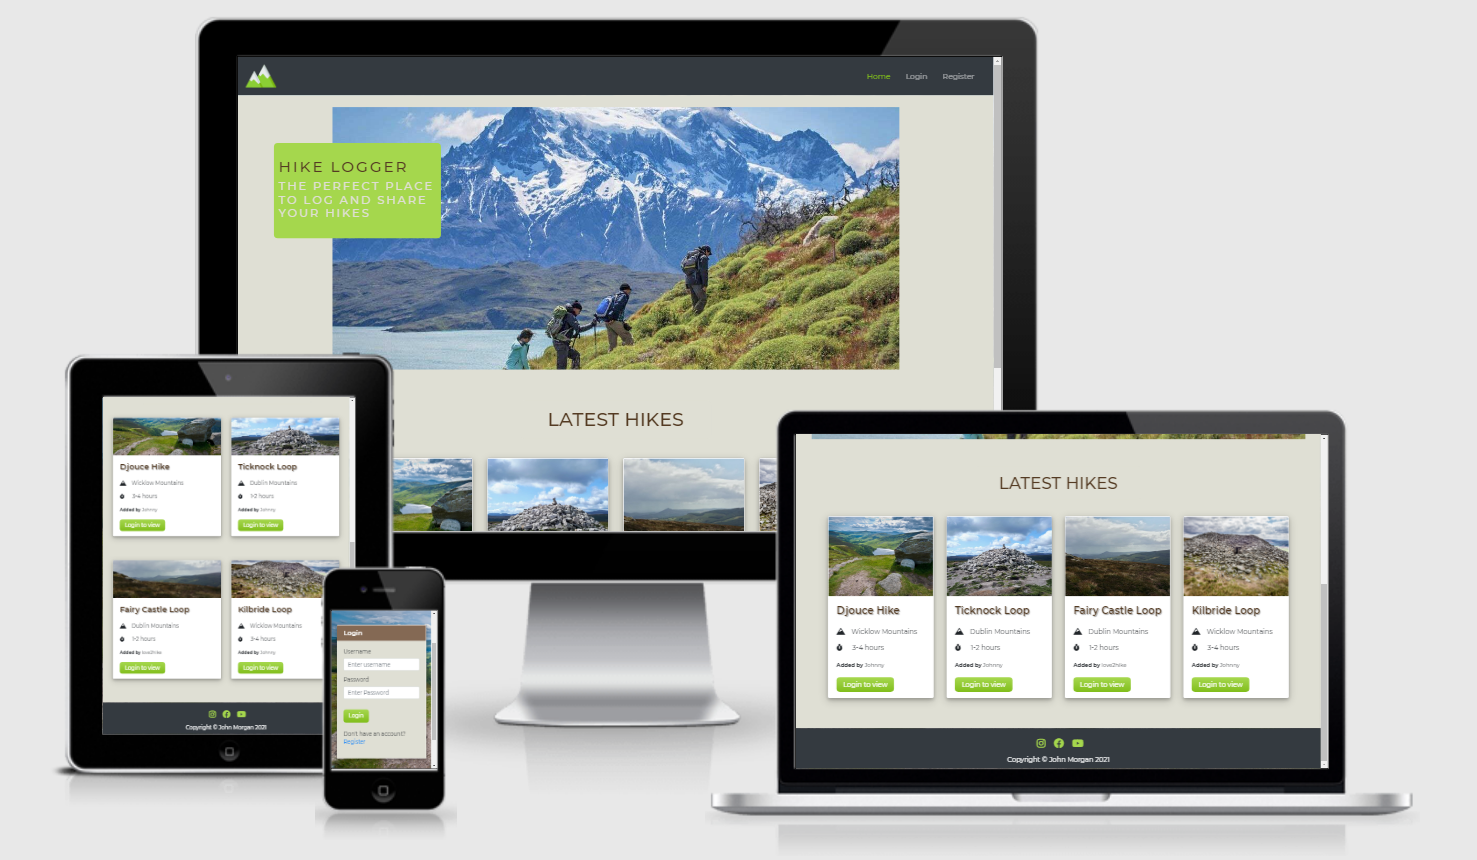 Home Login Register
HIKE LOGGER
THE PERFECT PLACE
TO LOG AND SHARE
YOUR HIKES
LATEST HIKES
Djouce Hike
Wicklow Mountains
3-4 hours
Added by Johnny
Login to view
Ticknock Loop
Dublin Mountains
1-2 hours
Added by Johnny
Login to view
Fairy Castle Loop
Dublin Mountains
1-2 hours
Added by love2hike
Login to view
Kilbride Loop
Wicklow Mountains
3-4 hours
Added by Johnny
Login to view
Copyright © John Morgan 2021
Login
Username
Enter username
Password
Enter Password
Login
Don't have an account?
Register
LATEST HIKES
Djouce Hike
Wicklow Mountains
3-4 hours
Added by Johnny
Login to view
Ticknock Loop
Dublin Mountains
1-2 hours
Added by Johnny
Login to view
Fairy Castle Loop
Dublin Mountains
1-2 hours
Added by love2hike
Login to view
Kilbride Loop
Wicklow Mountains
3-4 hours
Added by Johnny
Login to view
Copyright © John Morgan 2021